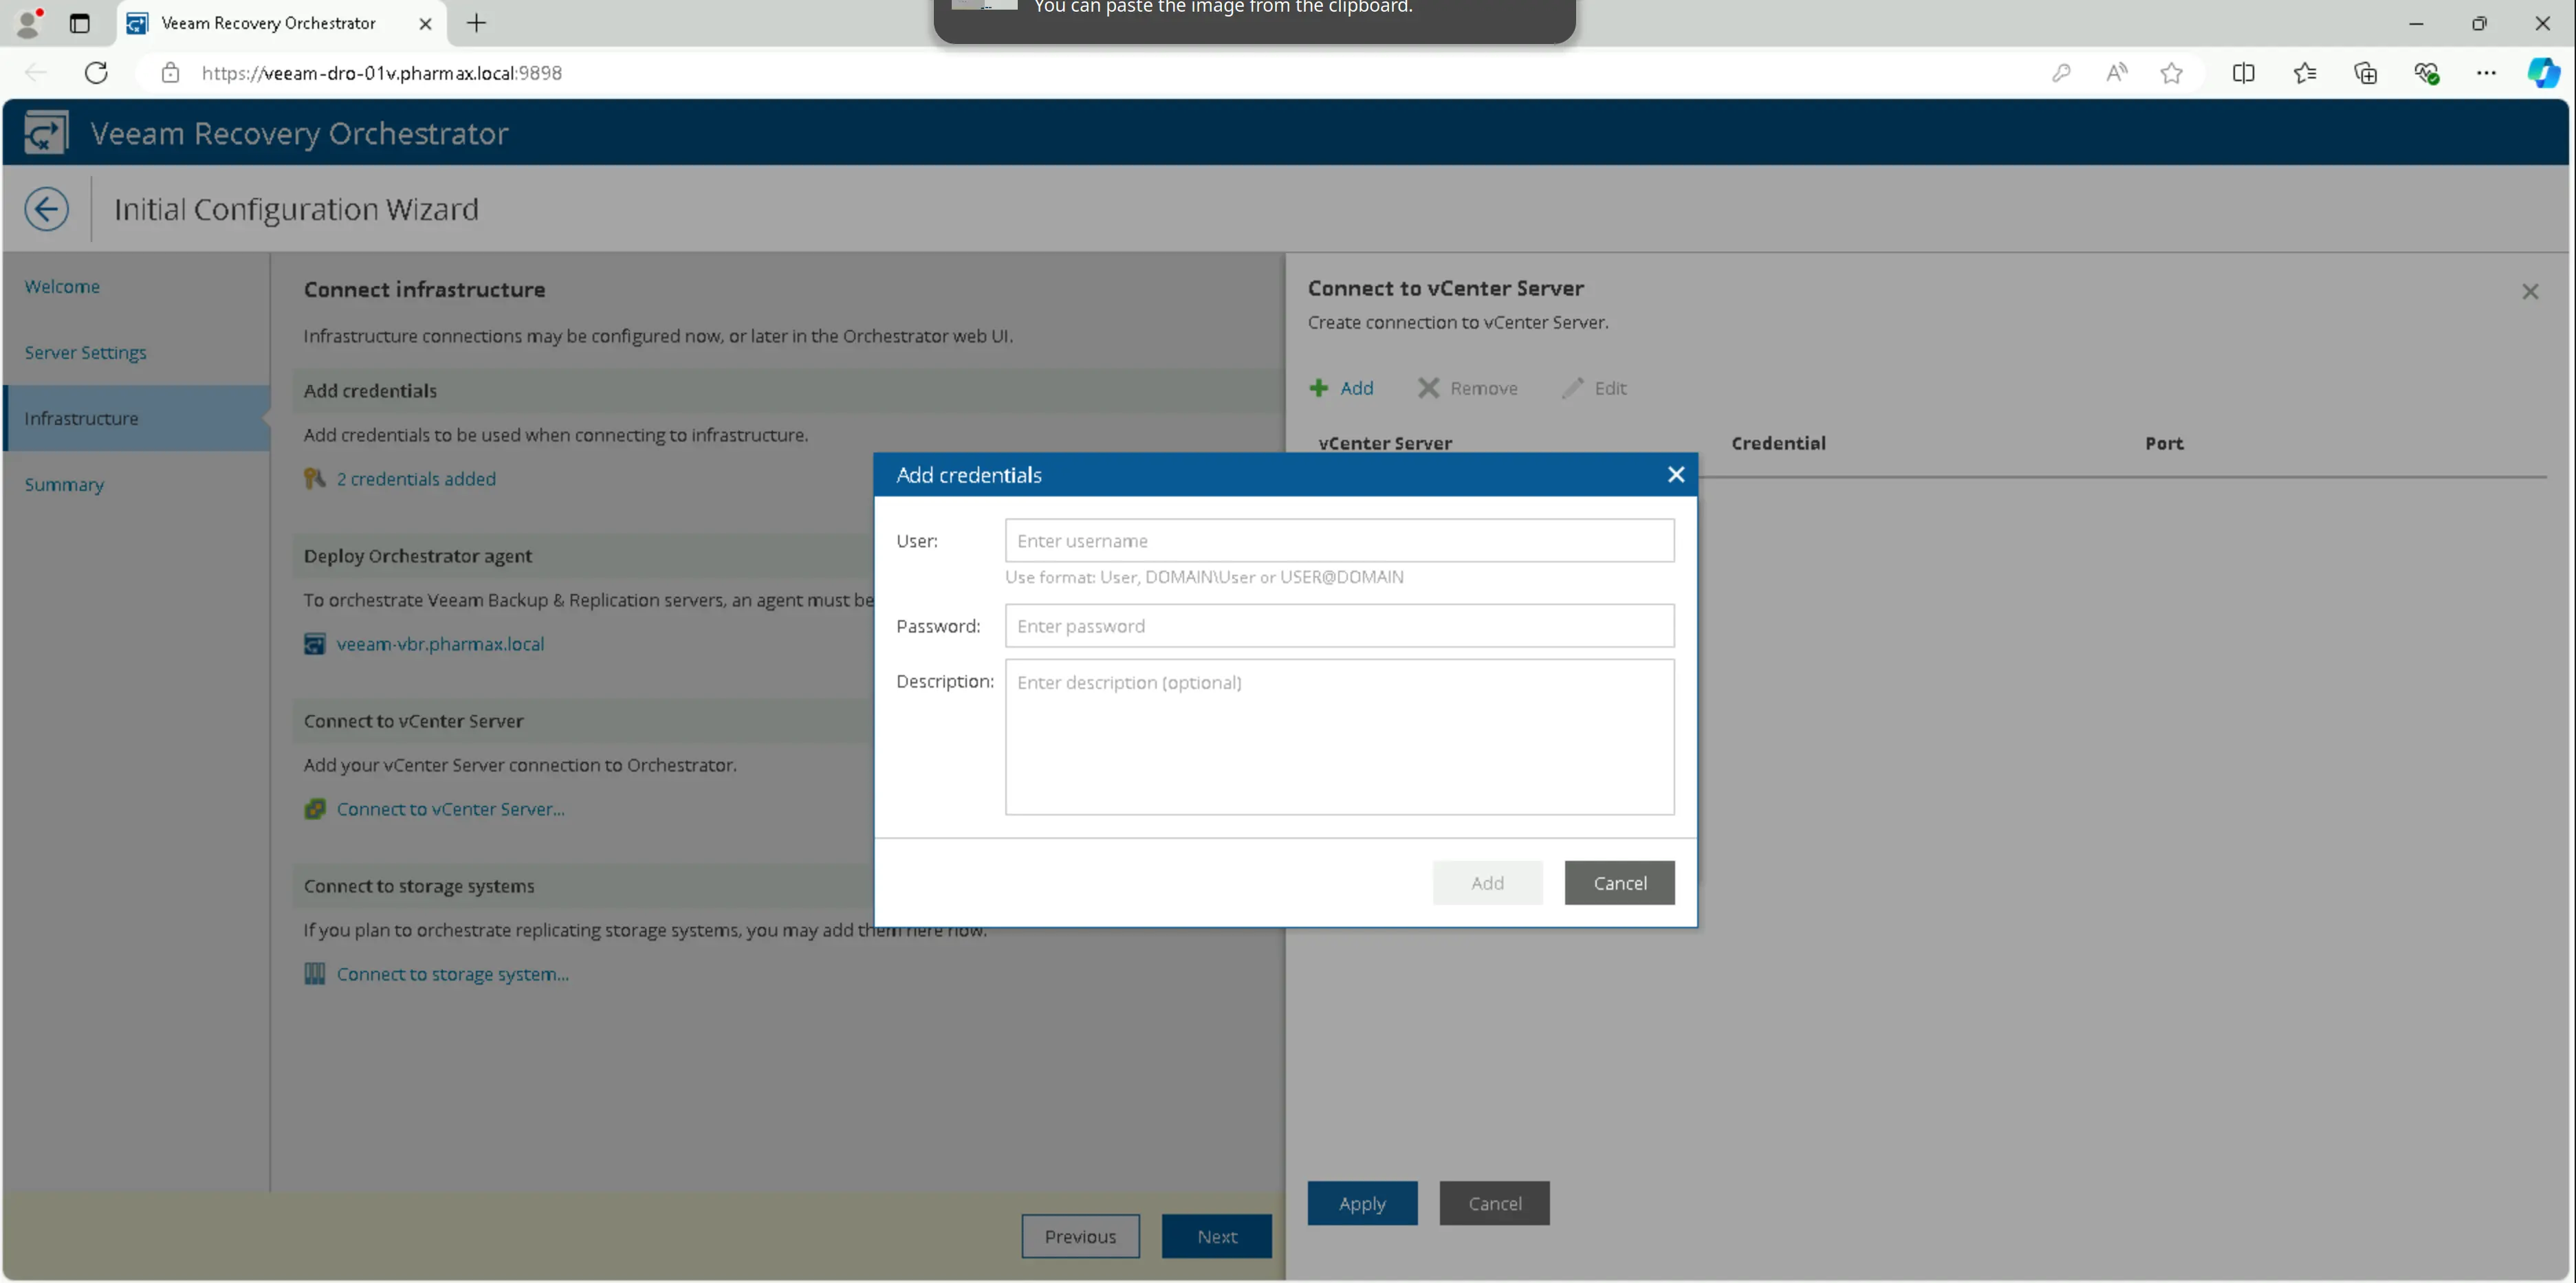 You can paste the image from the clipboard.
Veeam Recovery Orchestrator
https://veeam-dro-01v.pharmax.local:9898
Veeam Recovery Orchestrator
Initial Configuration Wizard
Welcome
Server Settings
Infrastructure
Summary
Connect infrastructure
Infrastructure connections may be configured now, or later in the Orchestrator web UI.
Add credentials
Add credentials to be used when connecting to infrastructure.
2 credentials added
Deploy Orchestrator agent
To orchestrate Veeam Backup & Replication servers, an agent must be
veeam-vbr.pharmax.local
Connect to vCenter Server
Add your vCenter Server connection to Orchestrator.
Connect to vCenter Server...
Connect to storage systems
If you plan to orchestrate replicating storage systems, you may add them here now.
Connect to storage system...
Previous
Next
Connect to vCenter Server
Create connection to vCenter Server.
Add Remove Edit
vCenter Server Credential Port
Apply
Cancel
Add credentials
User: Enter username
Use format: User, DOMAIN\User or USER@DOMAIN
Password: Enter password
Description: Enter description (optional)
Add
Cancel